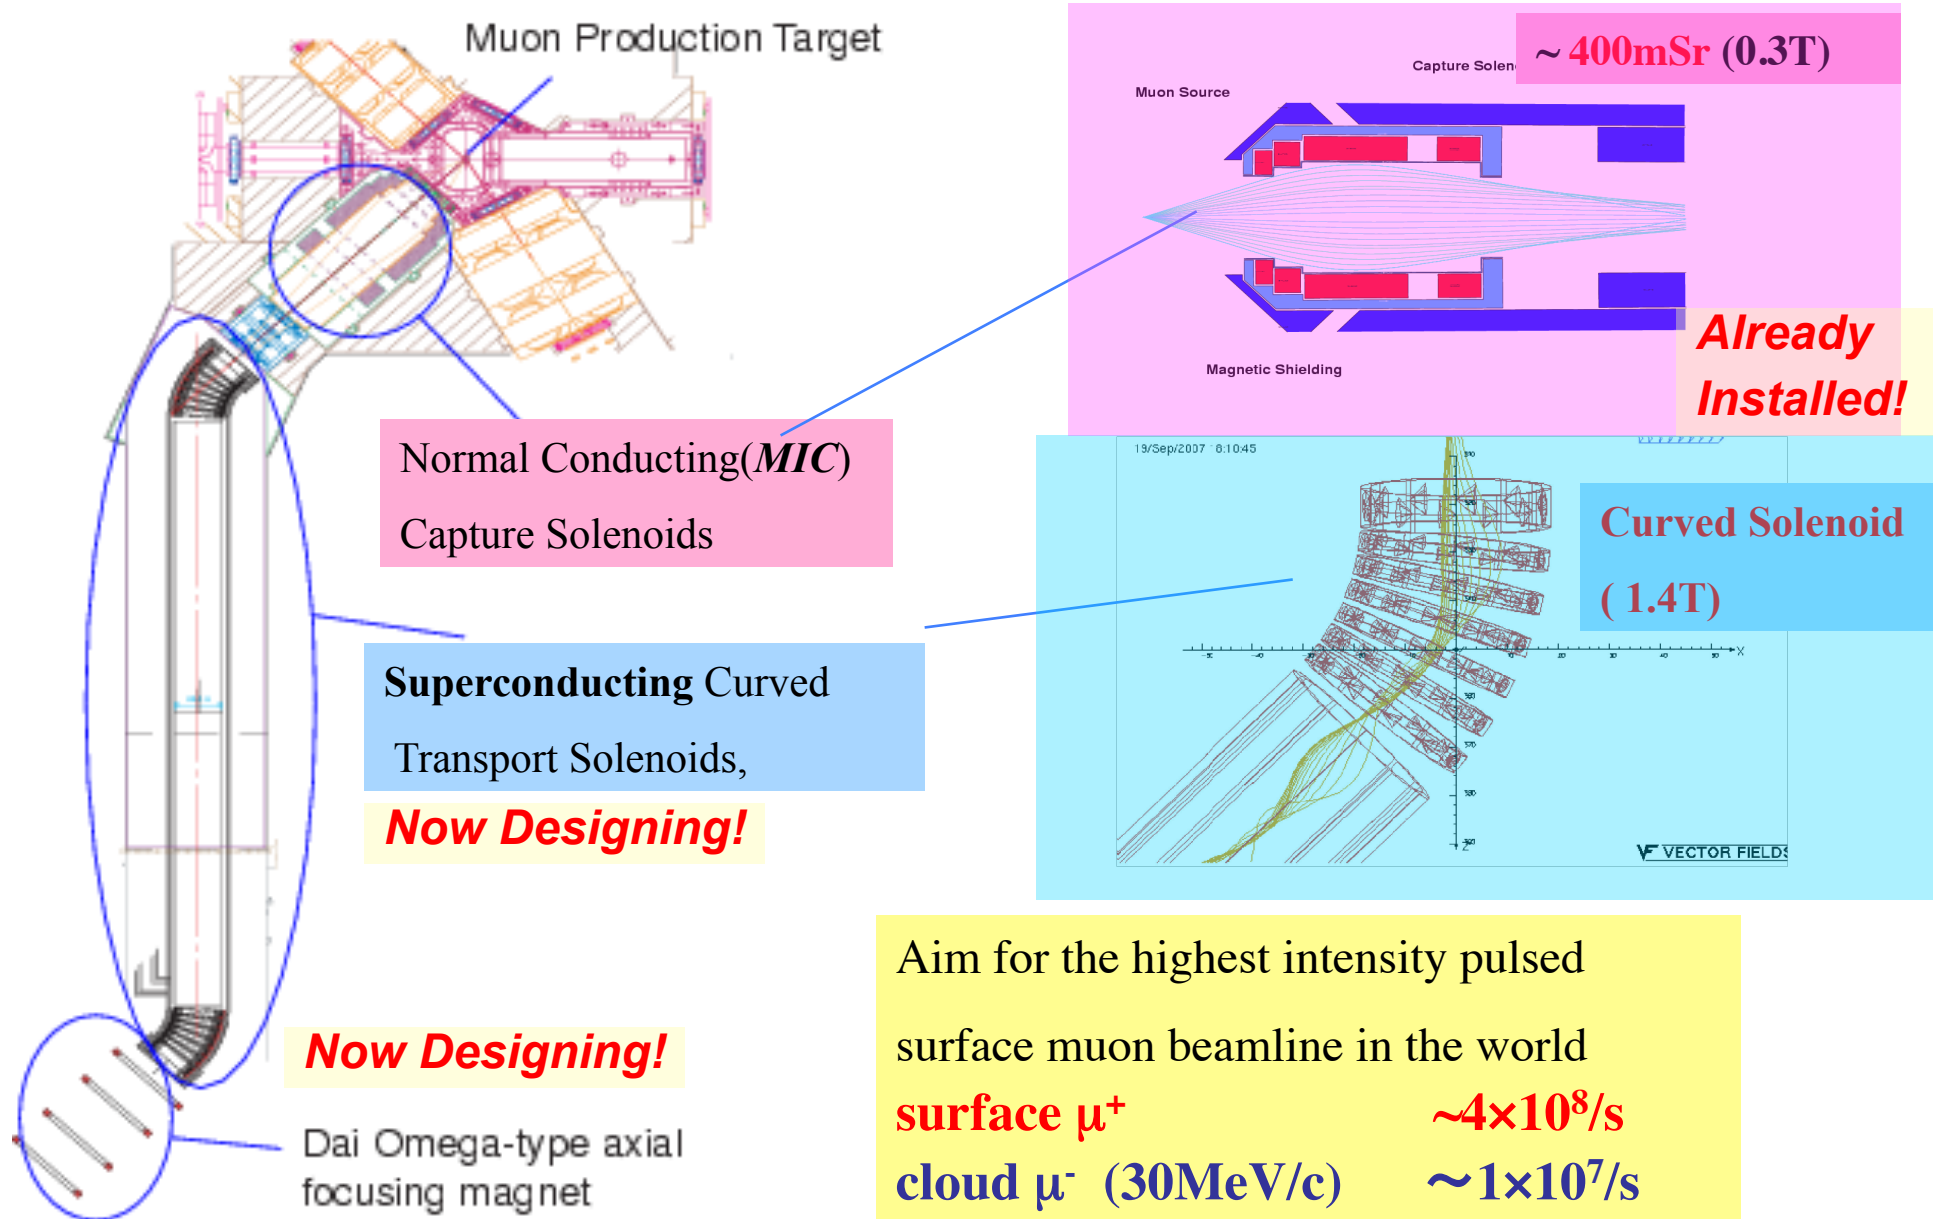 Muon Production Target
~ 400mSr (0.3T)
Capture Solen
Muon Source
Magnetic Shielding
Already
Installed!
Normal Conducting(MIC)
Capture Solenoids
19/Sep/2007
Curved Solenoid
( 1.4T)
X
Z
VECTOR FIELDS
Superconducting Curved
Transport Solenoids,
Now Designing!
Aim for the highest intensity pulsed
surface muon beamline in the world
surface μ⁺ ~4×10⁸/s
cloud μ⁻ (30MeV/c) ～1×10⁷/s
Now Designing!
Dai Omega-type axial
focusing magnet